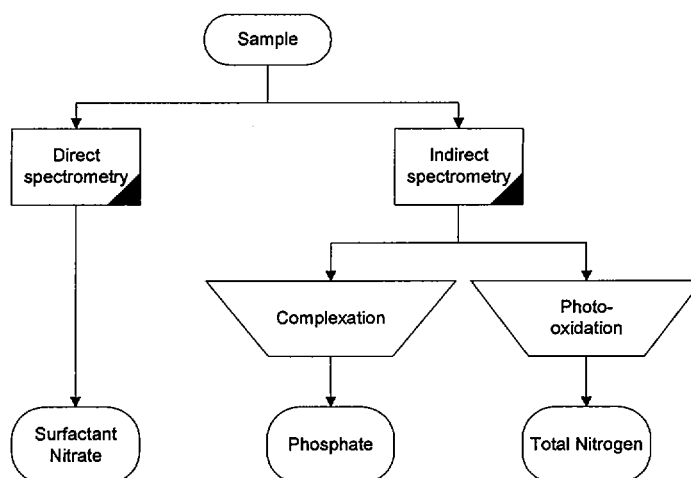 Sample
Direct
spectrometry
Indirect
spectrometry
Complexation
Photo-
oxidation
Surfactant
Nitrate
Phosphate
Total Nitrogen